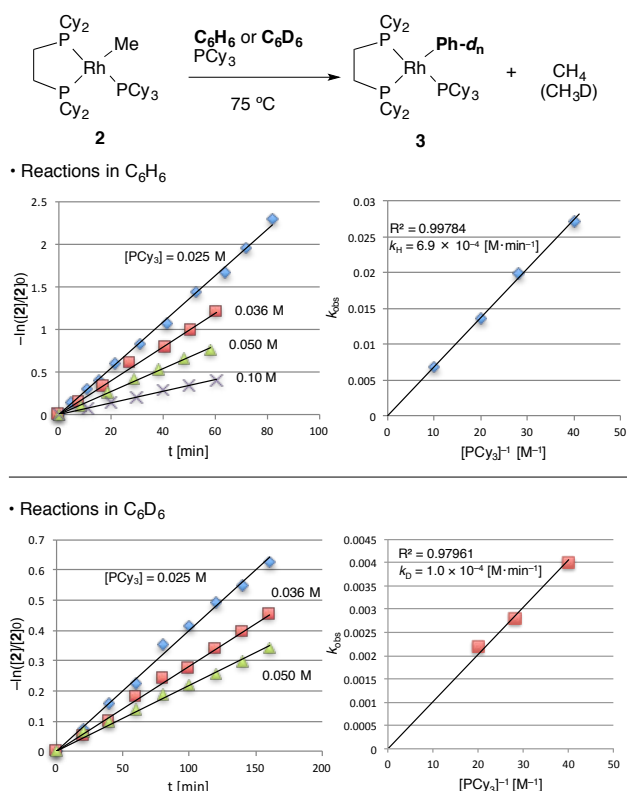 Cy₂
P
Me
Rh
P
PCy₃
Cy₂
2
C₆H₆ or C₆D₆
PCy₃
75 ºC
Cy₂
P
Ph-dₙ
Rh
P
PCy₃
Cy₂
3
+
CH₄
(CH₃D)
• Reactions in C₆H₆
−ln([2]/[2]0)
2.5
2
1.5
1
0.5
0
[PCy₃] = 0.025 M
0.036 M
0.050 M
0.10 M
0 20 40 60 80 100
t [min]
kobs
0.03
0.025
0.02
0.015
0.01
0.005
0
R² = 0.99784
kH = 6.9 × 10⁻⁴ [M·min⁻¹]
0 10 20 30 40 50
[PCy₃]⁻¹ [M⁻¹]
• Reactions in C₆D₆
−ln([2]/[2]0)
0.7
0.6
0.5
0.4
0.3
0.2
0.1
0
[PCy₃] = 0.025 M
0.036 M
0.050 M
0 50 100 150 200
t [min]
kobs
0.0045
0.004
0.0035
0.003
0.0025
0.002
0.0015
0.001
0.0005
0
R² = 0.97961
kD = 1.0 × 10⁻⁴ [M·min⁻¹]
0 10 20 30 40 50
[PCy₃]⁻¹ [M⁻¹]